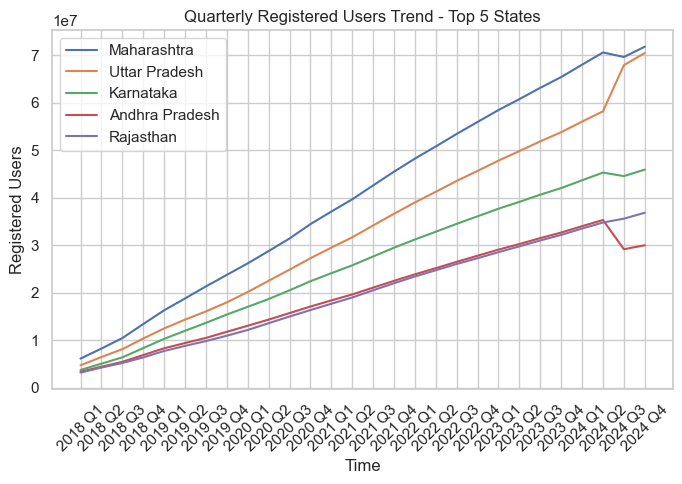 Quarterly Registered Users Trend - Top 5 States
1e7
Maharashtra
Uttar Pradesh
Karnataka
Andhra Pradesh
Rajasthan
7
6
5
4
3
2
1
0
Registered Users
2018 Q1
2018 Q2
2018 Q3
2018 Q4
2019 Q1
2019 Q2
2019 Q3
2019 Q4
2020 Q1
2020 Q2
2020 Q3
2020 Q4
2021 Q1
2021 Q2
2021 Q3
2021 Q4
2022 Q1
2022 Q2
2022 Q3
2022 Q4
2023 Q1
2023 Q2
2023 Q3
2023 Q4
2024 Q1
2024 Q2
2024 Q3
2024 Q4
Time